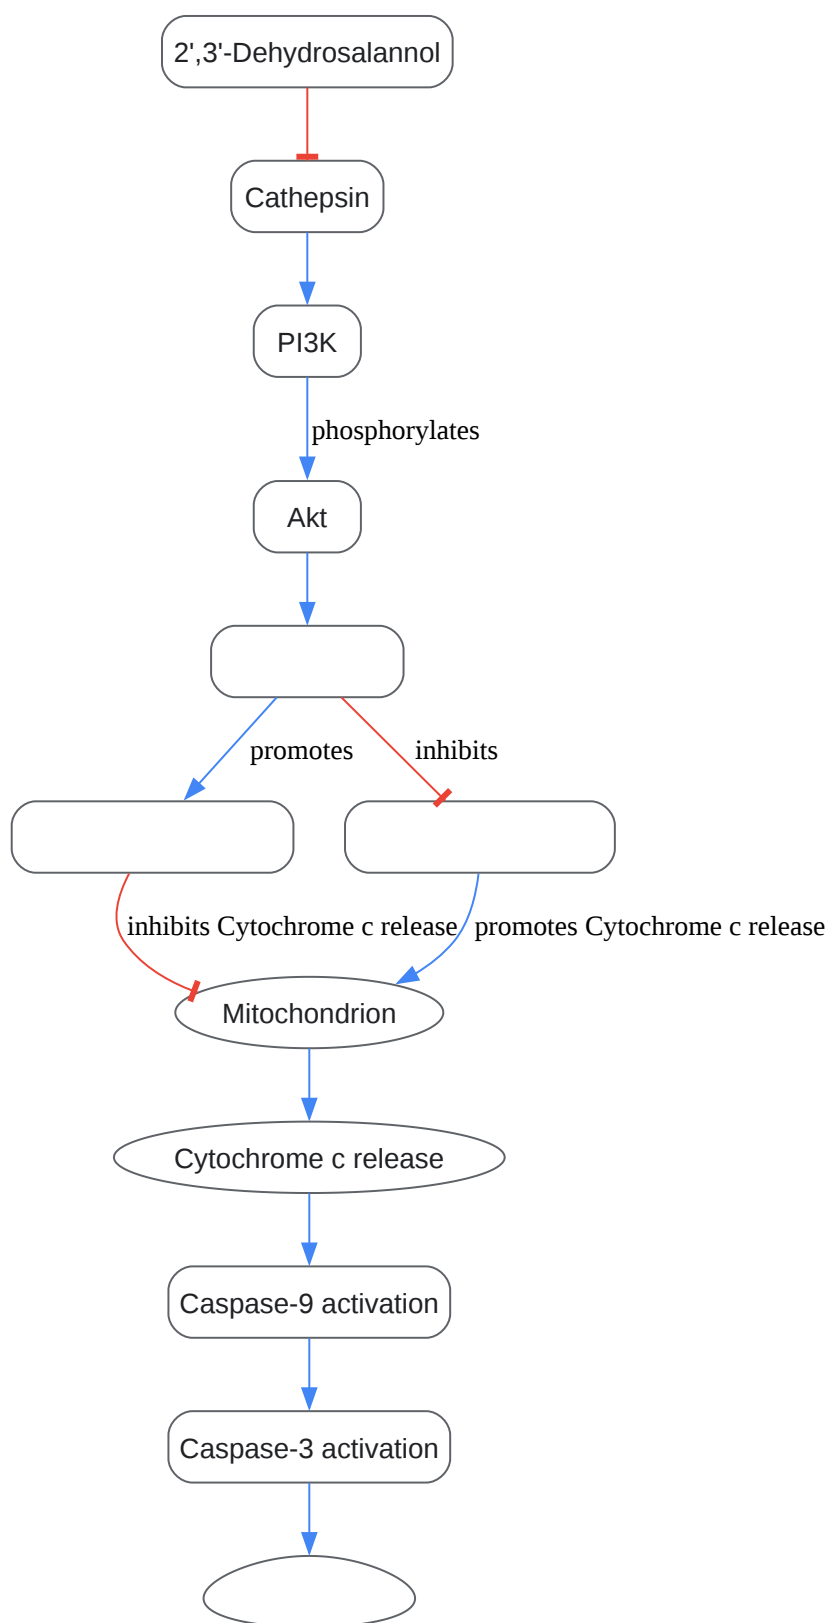 2',3'-Dehydrosalannol
Cathepsin
PI3K
phosphorylates
Akt
promotes
inhibits
inhibits Cytochrome c release
promotes Cytochrome c release
Mitochondrion
Cytochrome c release
Caspase-9 activation
Caspase-3 activation